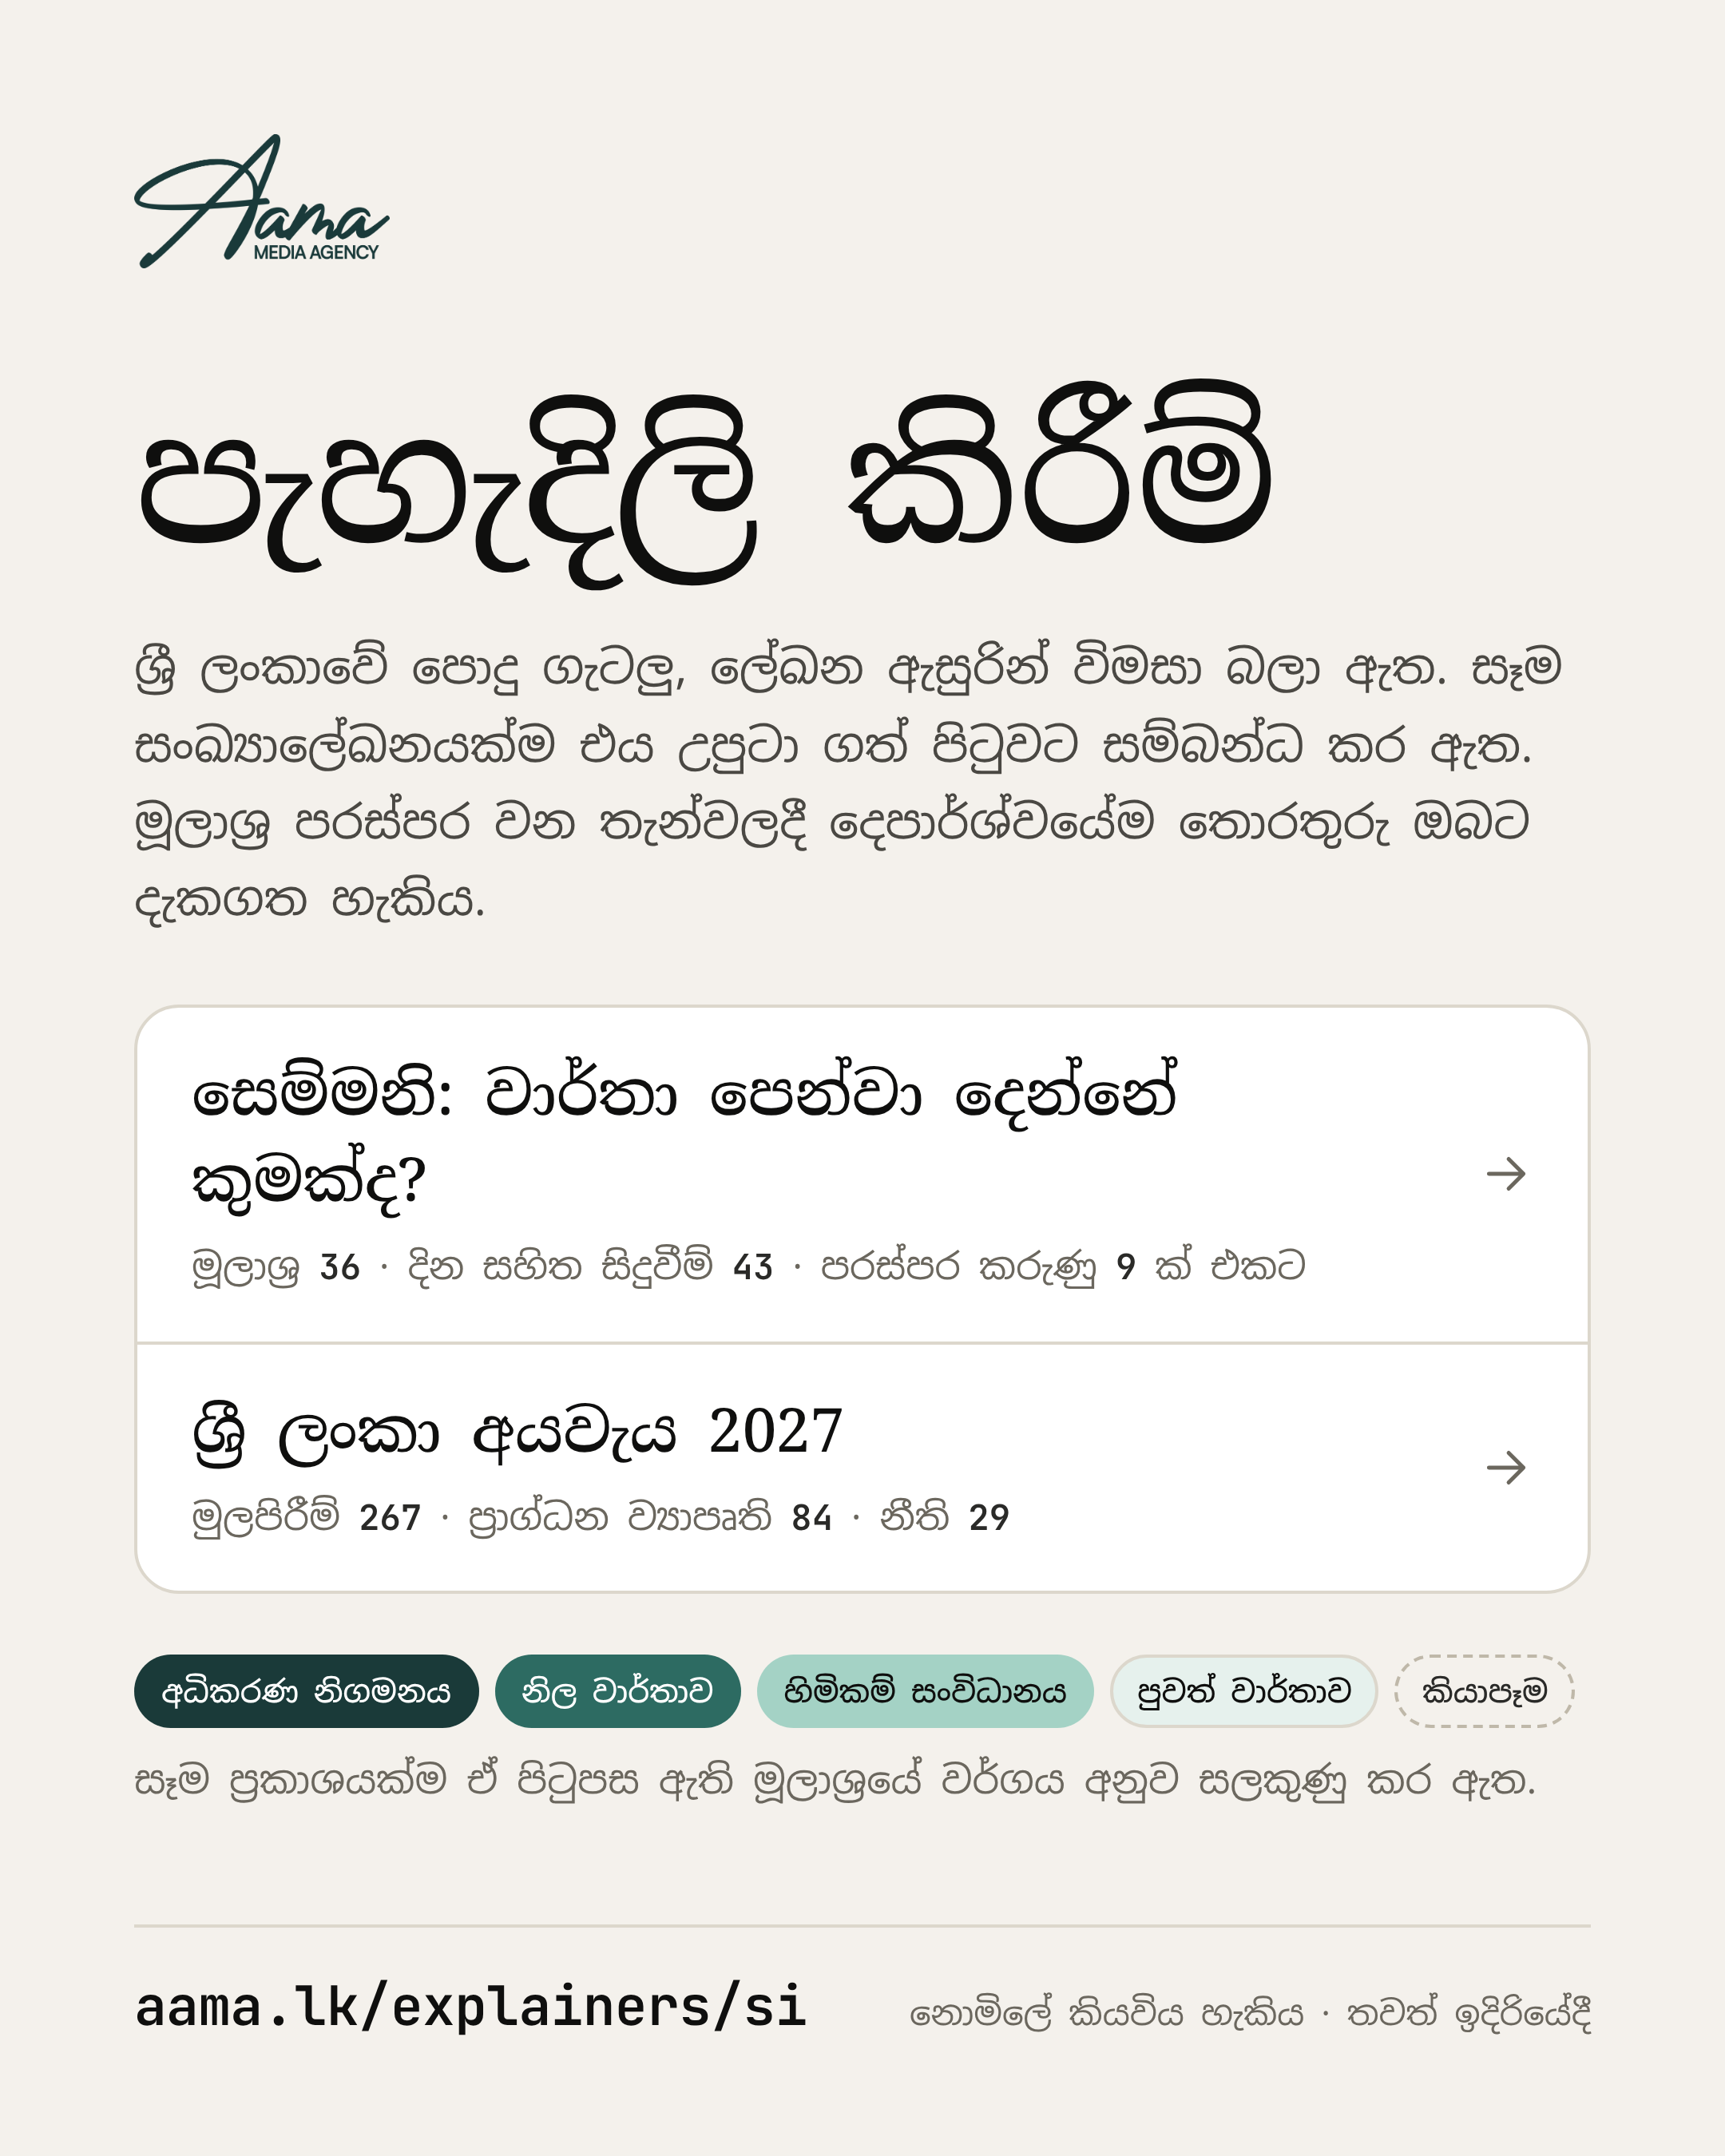 Aama
MEDIA AGENCY
පැහැදිලි කිරීම්
ශ්‍රී ලංකාවේ පොදු ගැටලු, ලේඛන ඇසුරින් විමසා බලා ඇත. සෑම
සංඛ්‍යාලේඛනයක්ම එය උපුටා ගත් පිටුවට සම්බන්ධ කර ඇත.
මූලාශ්‍ර පරස්පර වන තැන්වලදී දෙපාර්ශ්වයේම තොරතුරු ඔබට
දැකගත හැකිය.
සෙම්මනි: වාර්තා පෙන්වා දෙන්නේ
කුමක්ද?
මූලාශ්‍ර 36 · දින සහිත සිදුවීම් 43 · පරස්පර කරුණු 9 ක් එකට
ශ්‍රී ලංකා අයවැය 2027
මුලපිරීම් 267 · ප්‍රාග්ධන ව්‍යාපෘති 84 · නීති 29
අධිකරණ නිගමනය නිල වාර්තාව හිමිකම් සංවිධානය පුවත් වාර්තාව කියාපෑම
සෑම ප්‍රකාශයක්ම ඒ පිටුපස ඇති මූලාශ්‍රයේ වර්ගය අනුව සලකුණු කර ඇත.
aama.lk/explainers/si නොමිලේ කියවිය හැකිය · තවත් ඉදිරියේදී